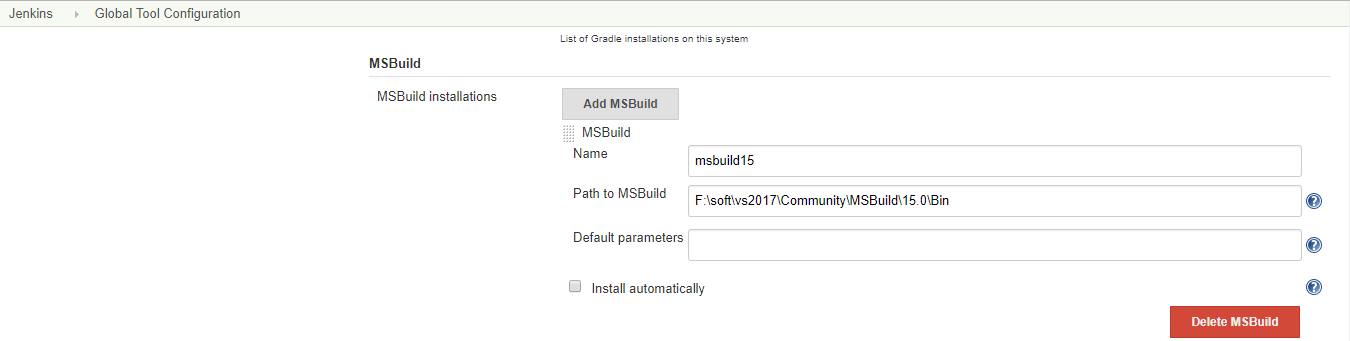 Jenkins Global Tool Configuration
List of Gradle installations on this system
MSBuild
MSBuild installations
Add MSBuild
MSBuild
Name
msbuild15
Path to MSBuild
F:\soft\vs2017\Community\MSBuild\15.0\Bin
?
Default parameters
?
Install automatically
?
Delete MSBuild